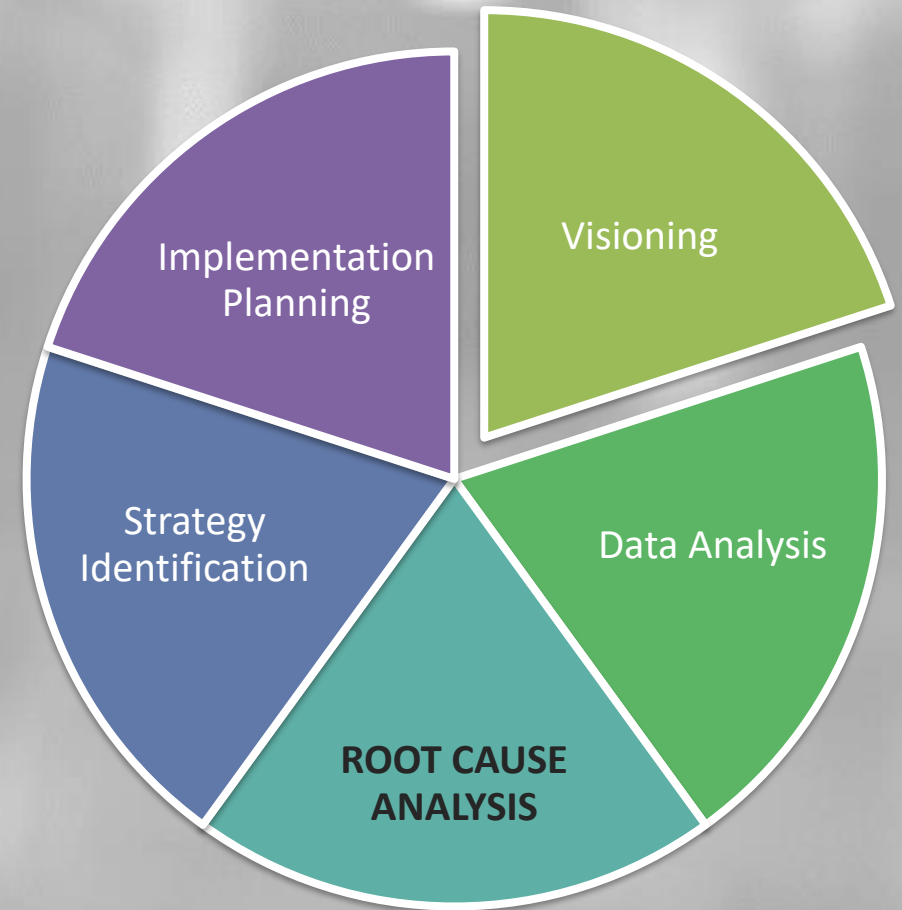 Visioning
Data Analysis
ROOT CAUSE
ANALYSIS
Strategy
Identification
Implementation
Planning